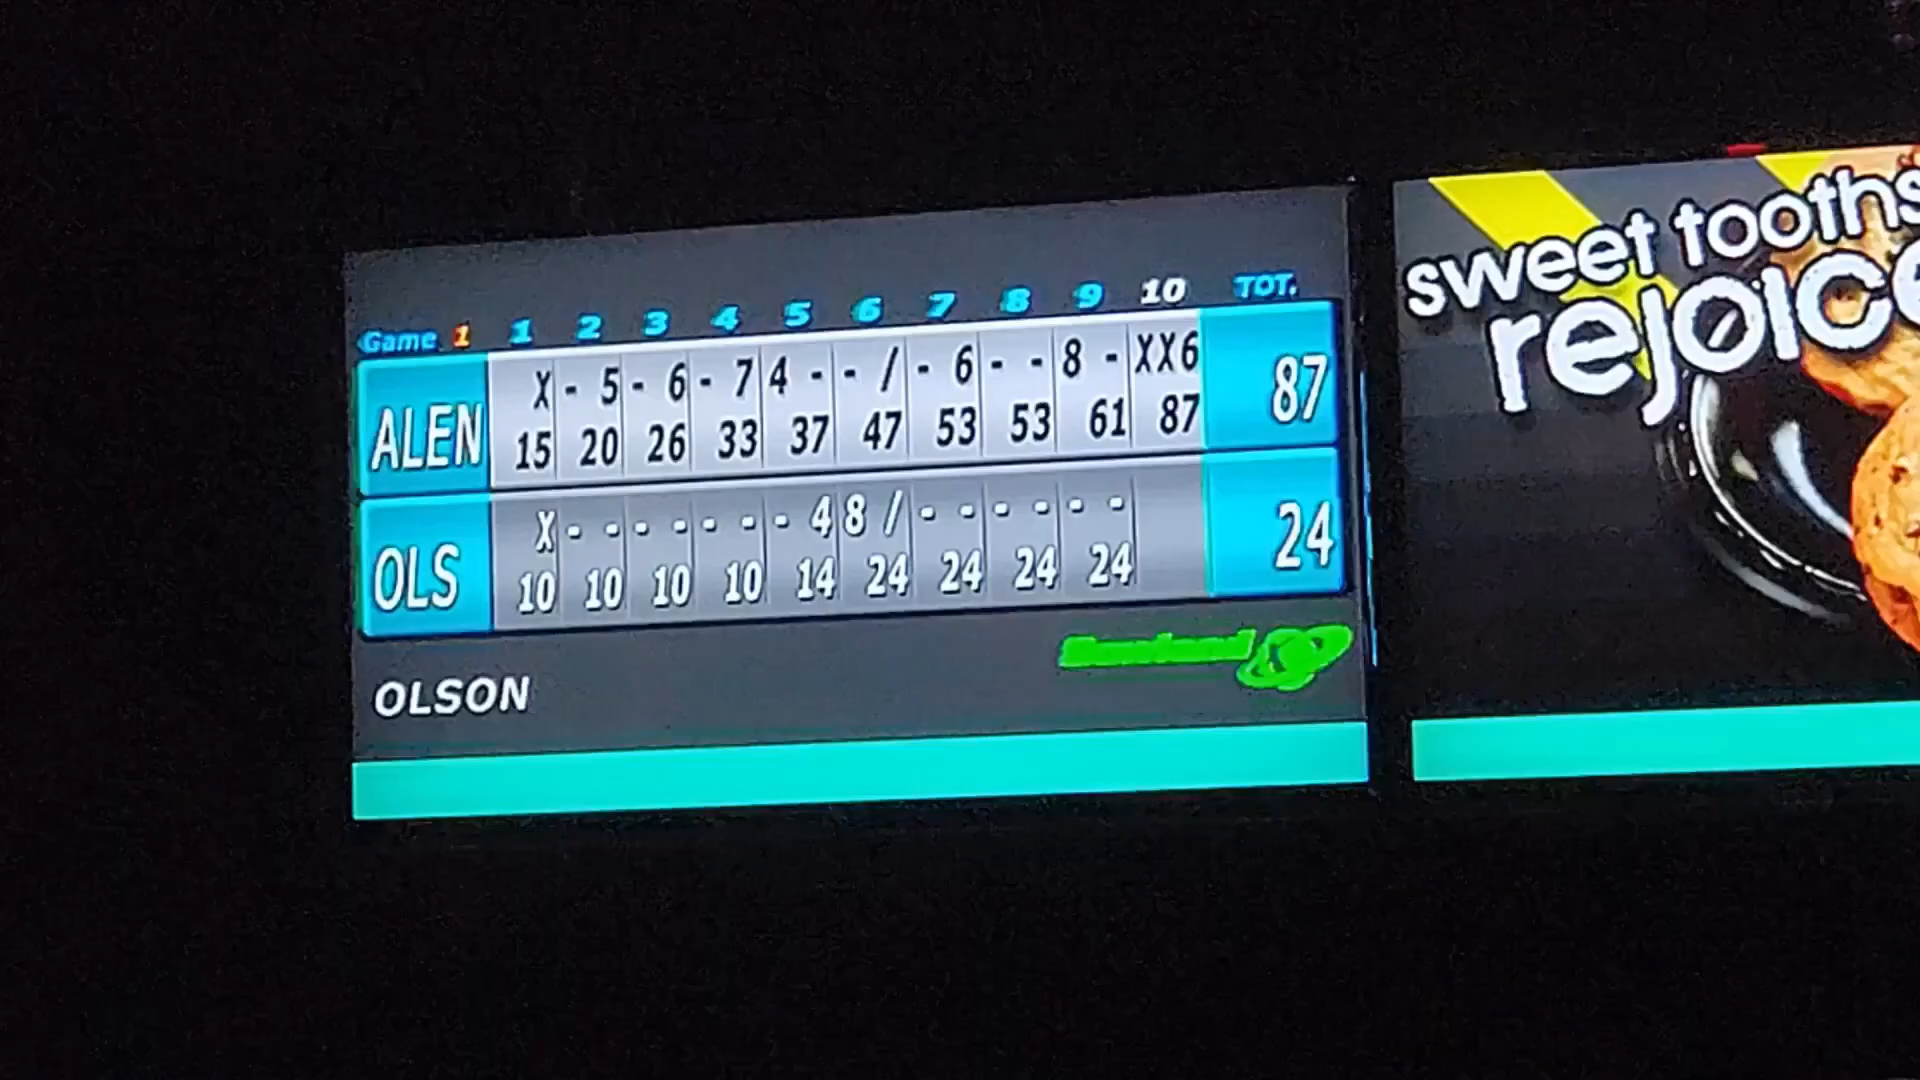 Game 1 1 2 3 4 5 6 7 8 9 10 TOT.
X - 5 - 6 - 7 4 - - / - 6 - - 8 - XX6
ALEN 15 20 26 33 37 47 53 53 61 87 87
X - - - - - - - 4 8 / - - - - - -
OLS 10 10 10 10 14 24 24 24 24 24
OLSON
sweet tooths
rejoice